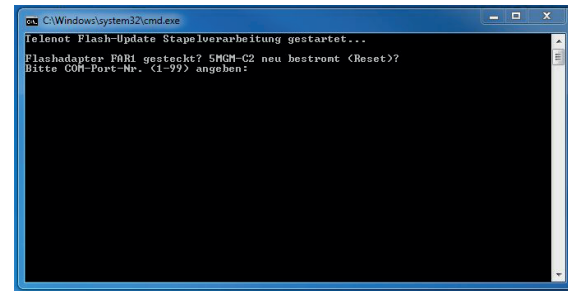 C:\Windows\system32\cmd.exe
Telenot Flash-Update Stapelverarbeitung gestartet...
Flashadapter FAR1 gesteckt? 5MGM-C2 neu bestromt (Reset)?
Bitte COM-Port-Nr. (1-99) angeben: